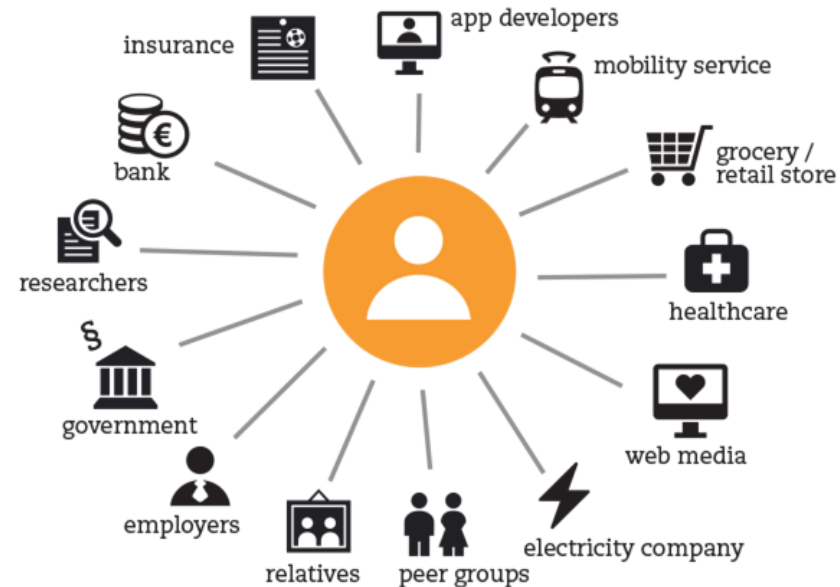 app developers
insurance
mobility service
grocery /
retail store
€
bank
researchers
healthcare
§
government
web media
employers
electricity company
relatives
peer groups